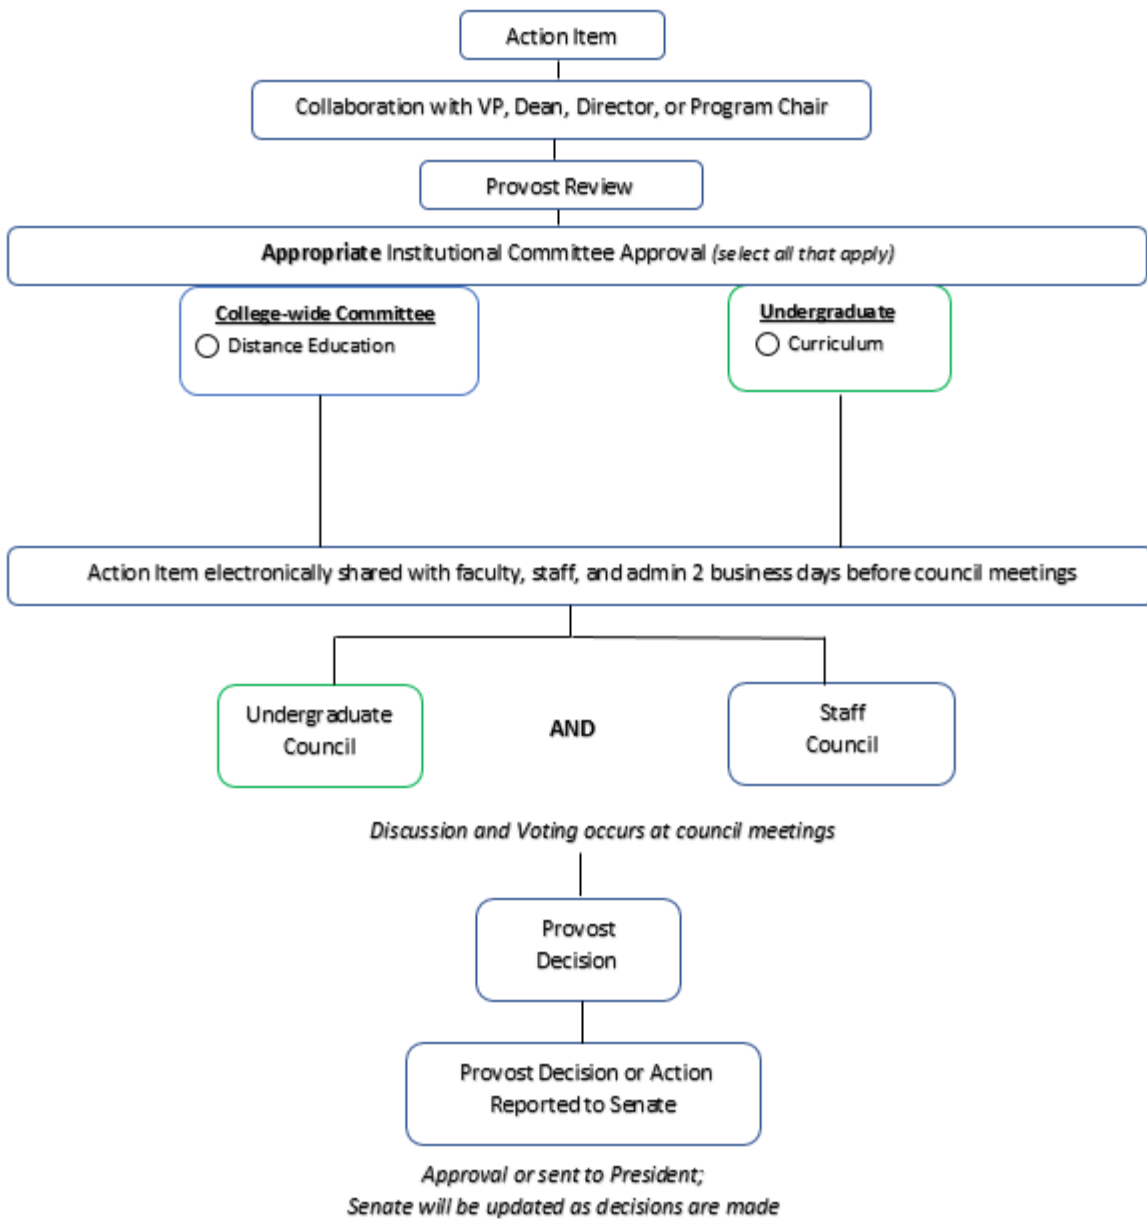 Action Item
Collaboration with VP, Dean, Director, or Program Chair
Provost Review
Appropriate Institutional Committee Approval (select all that apply)
College-wide Committee
Distance Education
Undergraduate
Curriculum
Action Item electronically shared with faculty, staff, and admin 2 business days before council meetings
Undergraduate
Council
AND
Staff
Council
Discussion and Voting occurs at council meetings
Provost
Decision
Provost Decision or Action
Reported to Senate
Approval or sent to President;
Senate will be updated as decisions are made